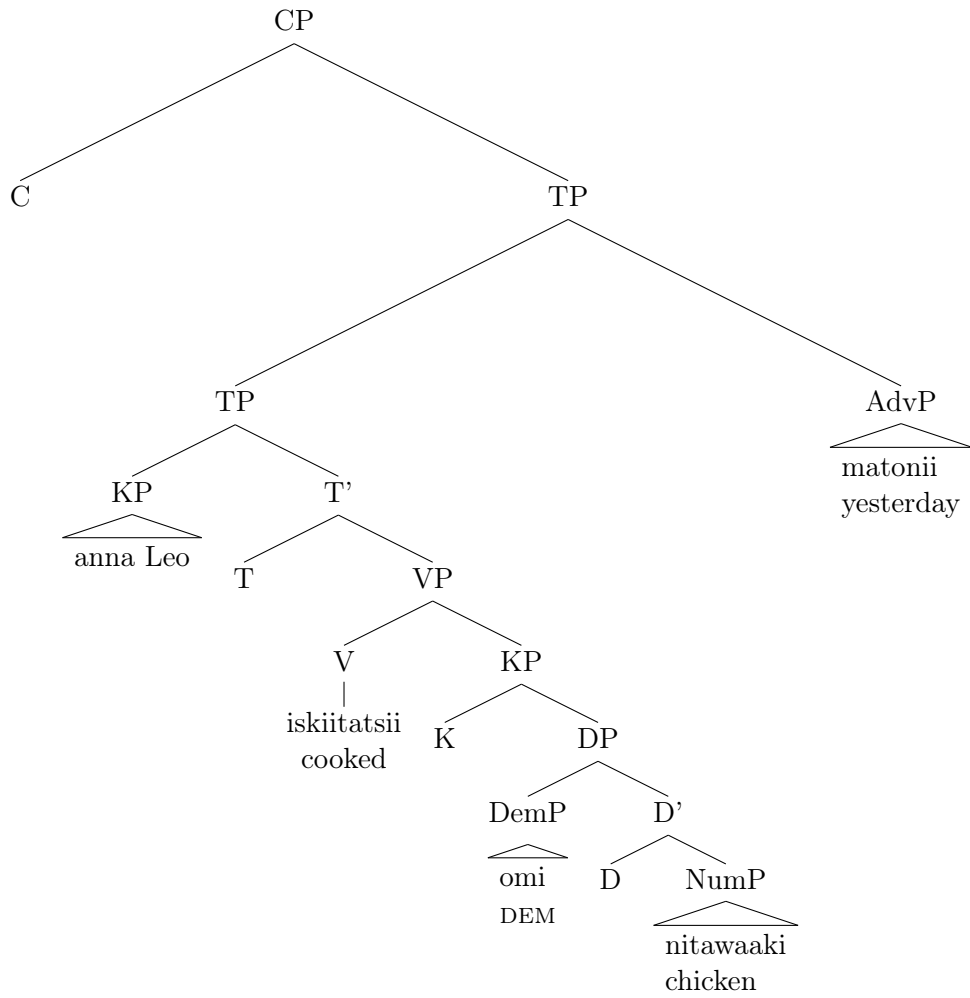 CP
C TP
TP AdvP
matonii
yesterday
KP T’
anna Leo
T VP
V KP
iskiitatsii
cooked
K DP
DemP D’
omi
DEM
D NumP
nitawaaki
chicken